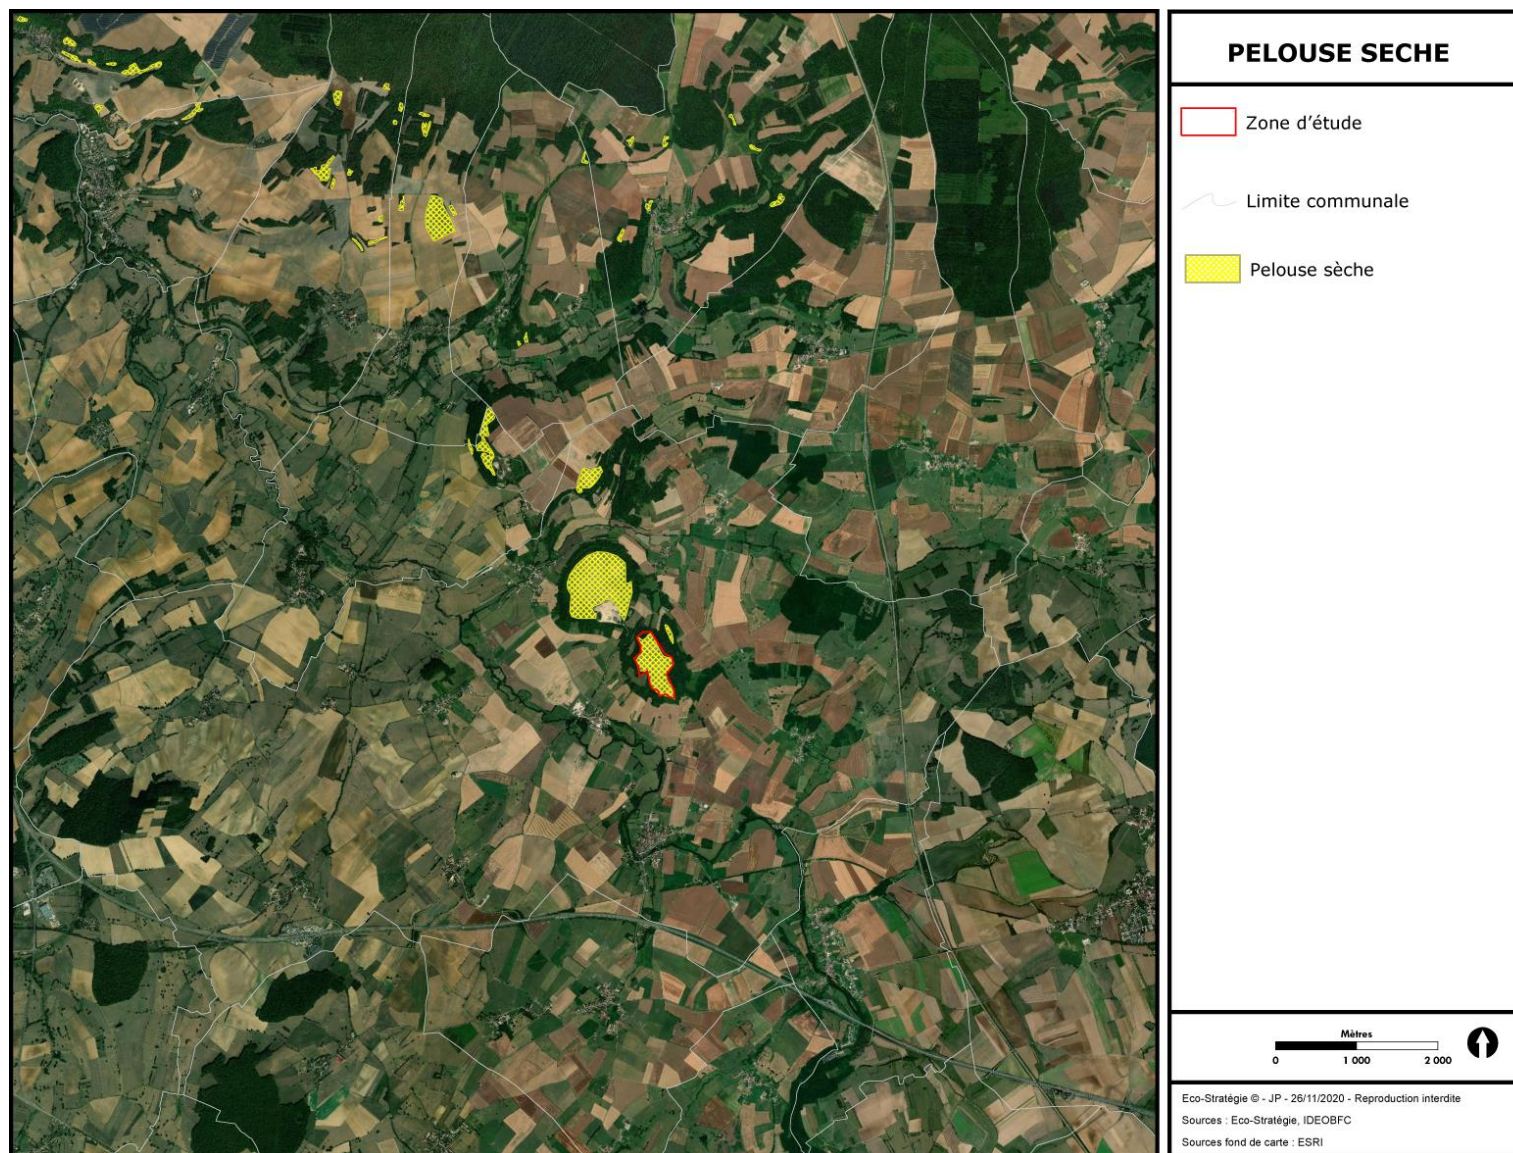 PELOUSE SECHE
Zone d'étude
Limite communale
Pelouse sèche
Mètres
0 1 000 2 000
Eco-Stratégie © - JP - 26/11/2020 - Reproduction interdite
Sources : Eco-Stratégie, IDEOBFC
Sources fond de carte : ESRI